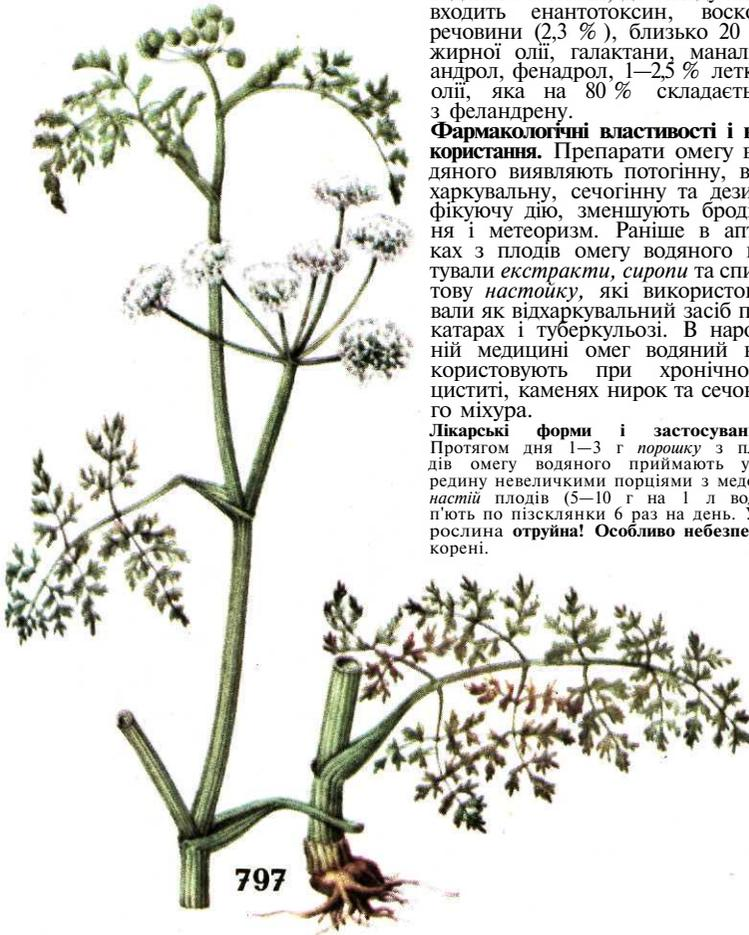 входить енантотоксин, воско
речовини (2,3 %), близько 20
жирної олії, галактани, манал
андрол, фенадрол, 1—2,5 % летк
олії, яка на 80 % складаєть
з феландрену.
Фармакологічні властивості і в
користання. Препарати омегу в
дяного виявляють потогінну, в
харкувальну, сечогінну та дези
фікуючу дію, зменшують броді
ня і метеоризм. Раніше в апт
ках з плодів омегу водяного
тували екстракти, сиропи та спи
тову настойку, які використов
вали як відхаркувальний засіб п
катарах і туберкульозі. В наро
ній медицині омег водяний в
користовують при хронічно
циститі, каменях нирок та сечов
го міхура.
Лікарські форми і застосуван
Протягом дня 1—3 г порошку з пл
дів омегу водяного приймають у
редину невеличкими порціями з медо
настій плодів (5—10 г на 1 л вод
п'ють по пізсклянки 6 раз на день. У
рослина отруйна! Особливо небезпе
корені.
797